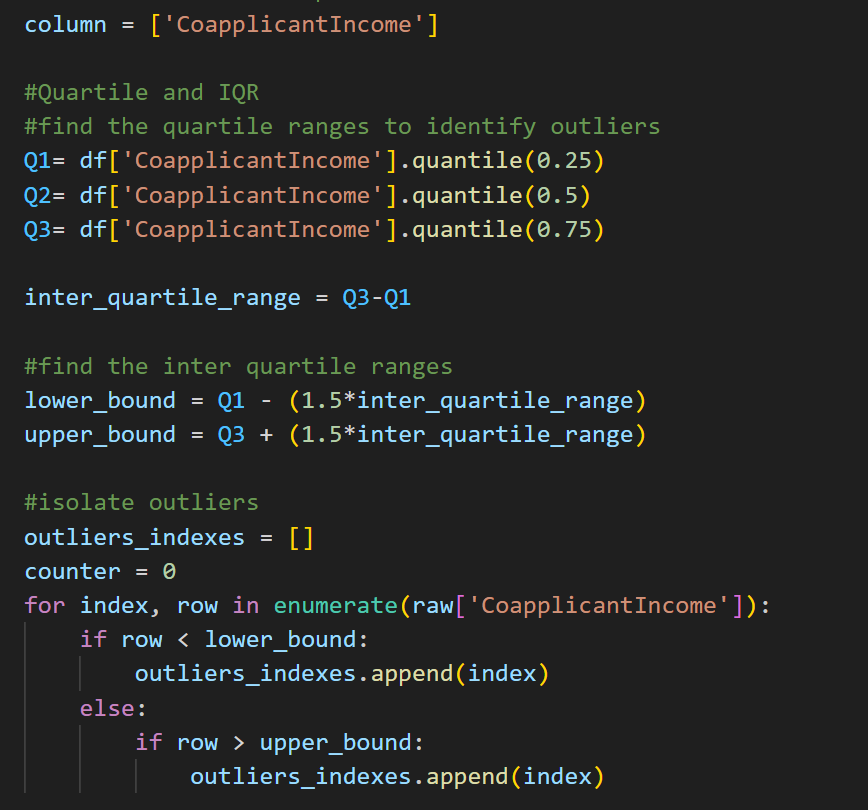 column = ['CoapplicantIncome']
#Quartile and IQR
#find the quartile ranges to identify outliers
Q1= df['CoapplicantIncome'].quantile(0.25)
Q2= df['CoapplicantIncome'].quantile(0.5)
Q3= df['CoapplicantIncome'].quantile(0.75)
inter_quartile_range = Q3-Q1
#find the inter quartile ranges
lower_bound = Q1 - (1.5*inter_quartile_range)
upper_bound = Q3 + (1.5*inter_quartile_range)
#isolate outliers
outliers_indexes = []
counter = 0
for index, row in enumerate(raw['CoapplicantIncome']):
    if row < lower_bound:
        outliers_indexes.append(index)
    else:
        if row > upper_bound:
            outliers_indexes.append(index)